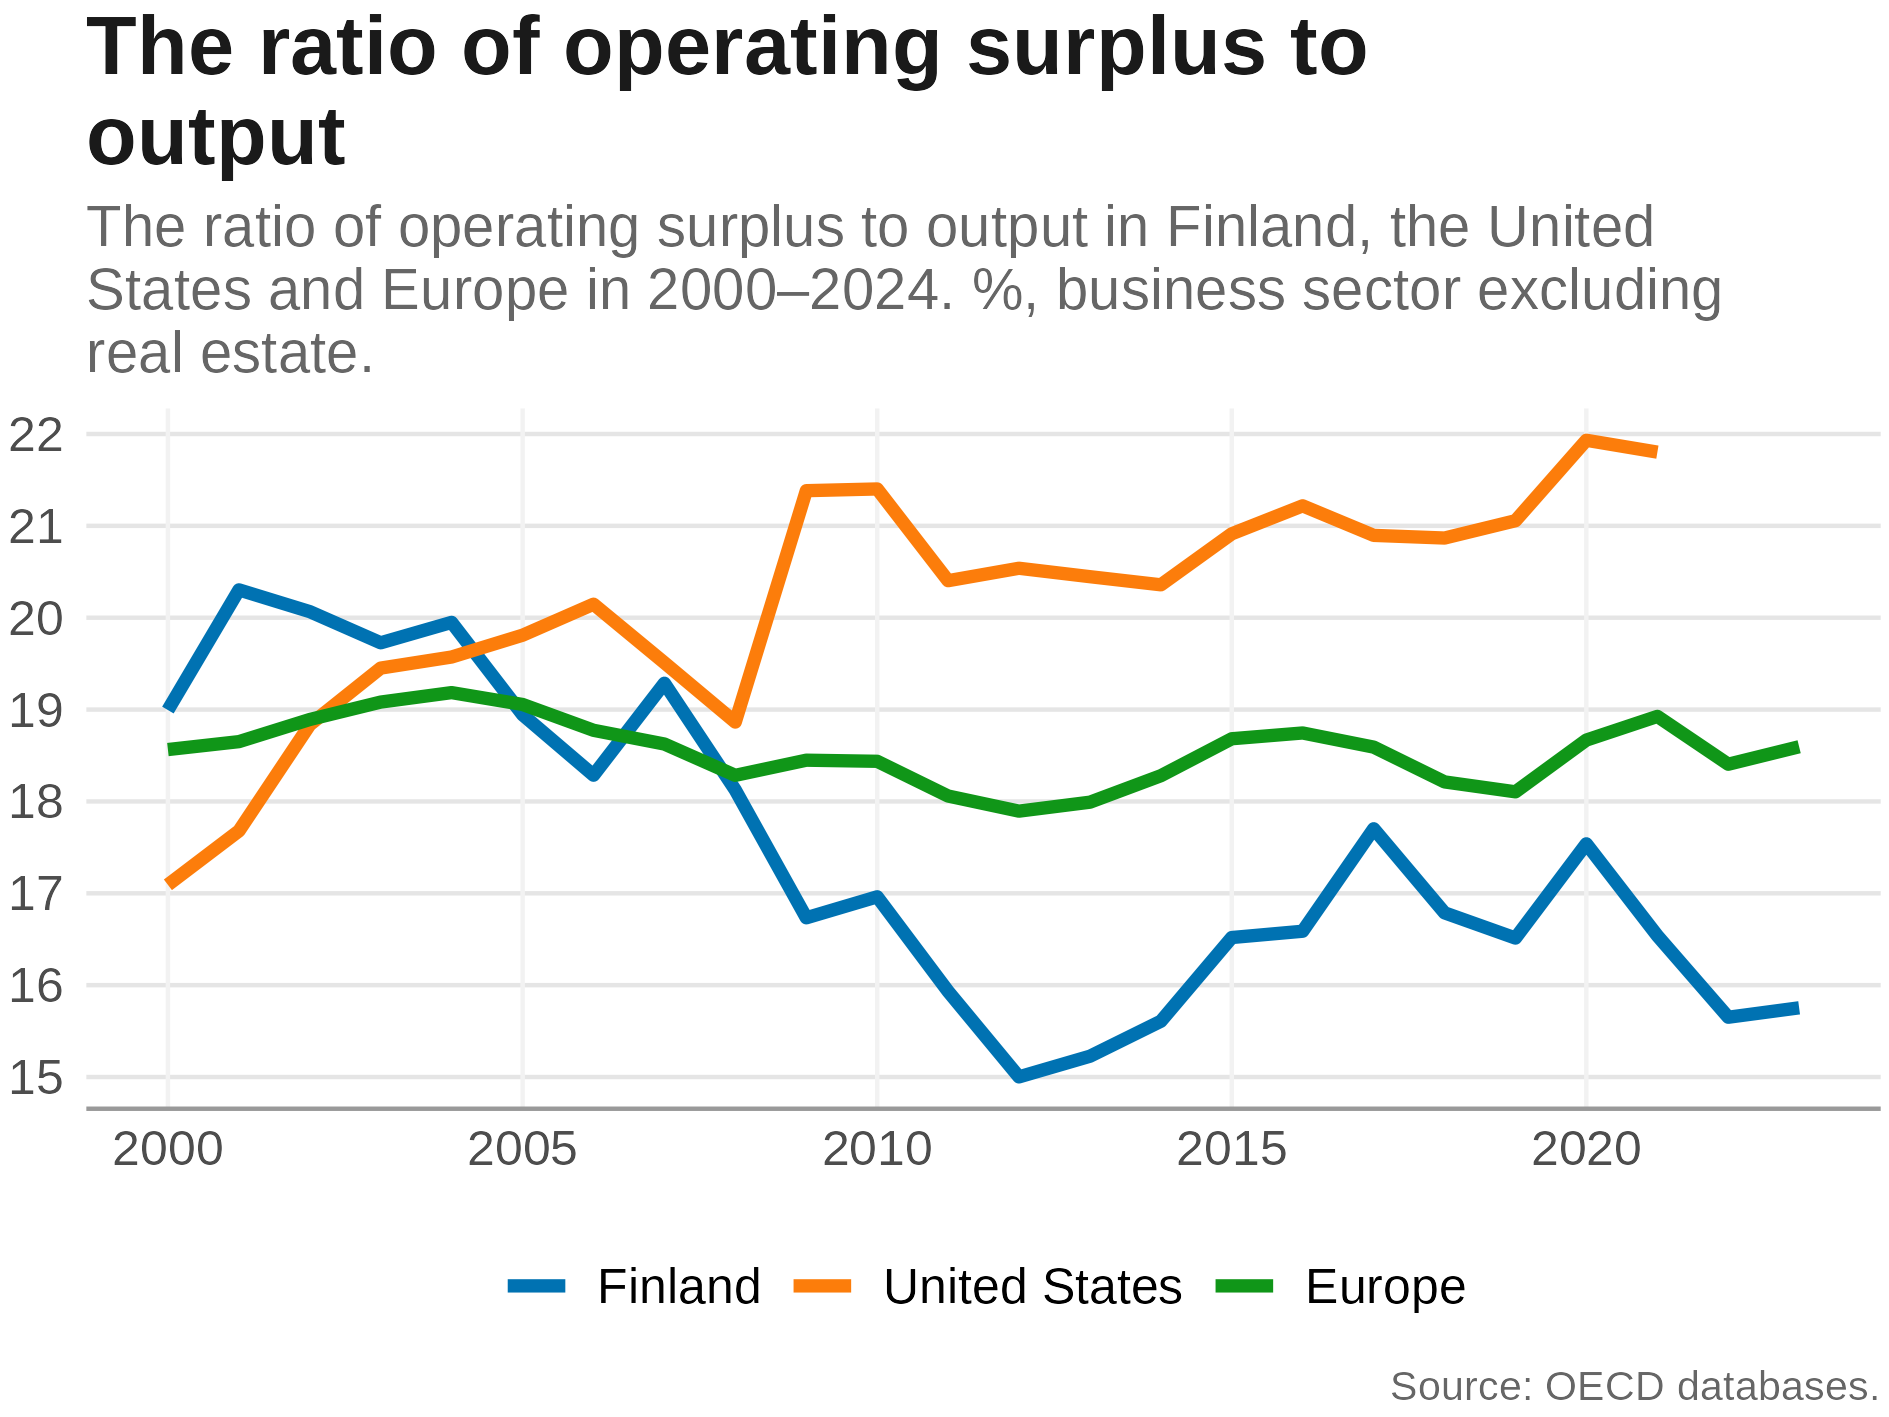 The ratio of operating surplus to
output
The ratio of operating surplus to output in Finland, the United
States and Europe in 2000–2024. %, business sector excluding
real estate.
22
21
20
19
18
17
16
15
2000 2005 2010 2015 2020
Finland United States Europe
Source: OECD databases.